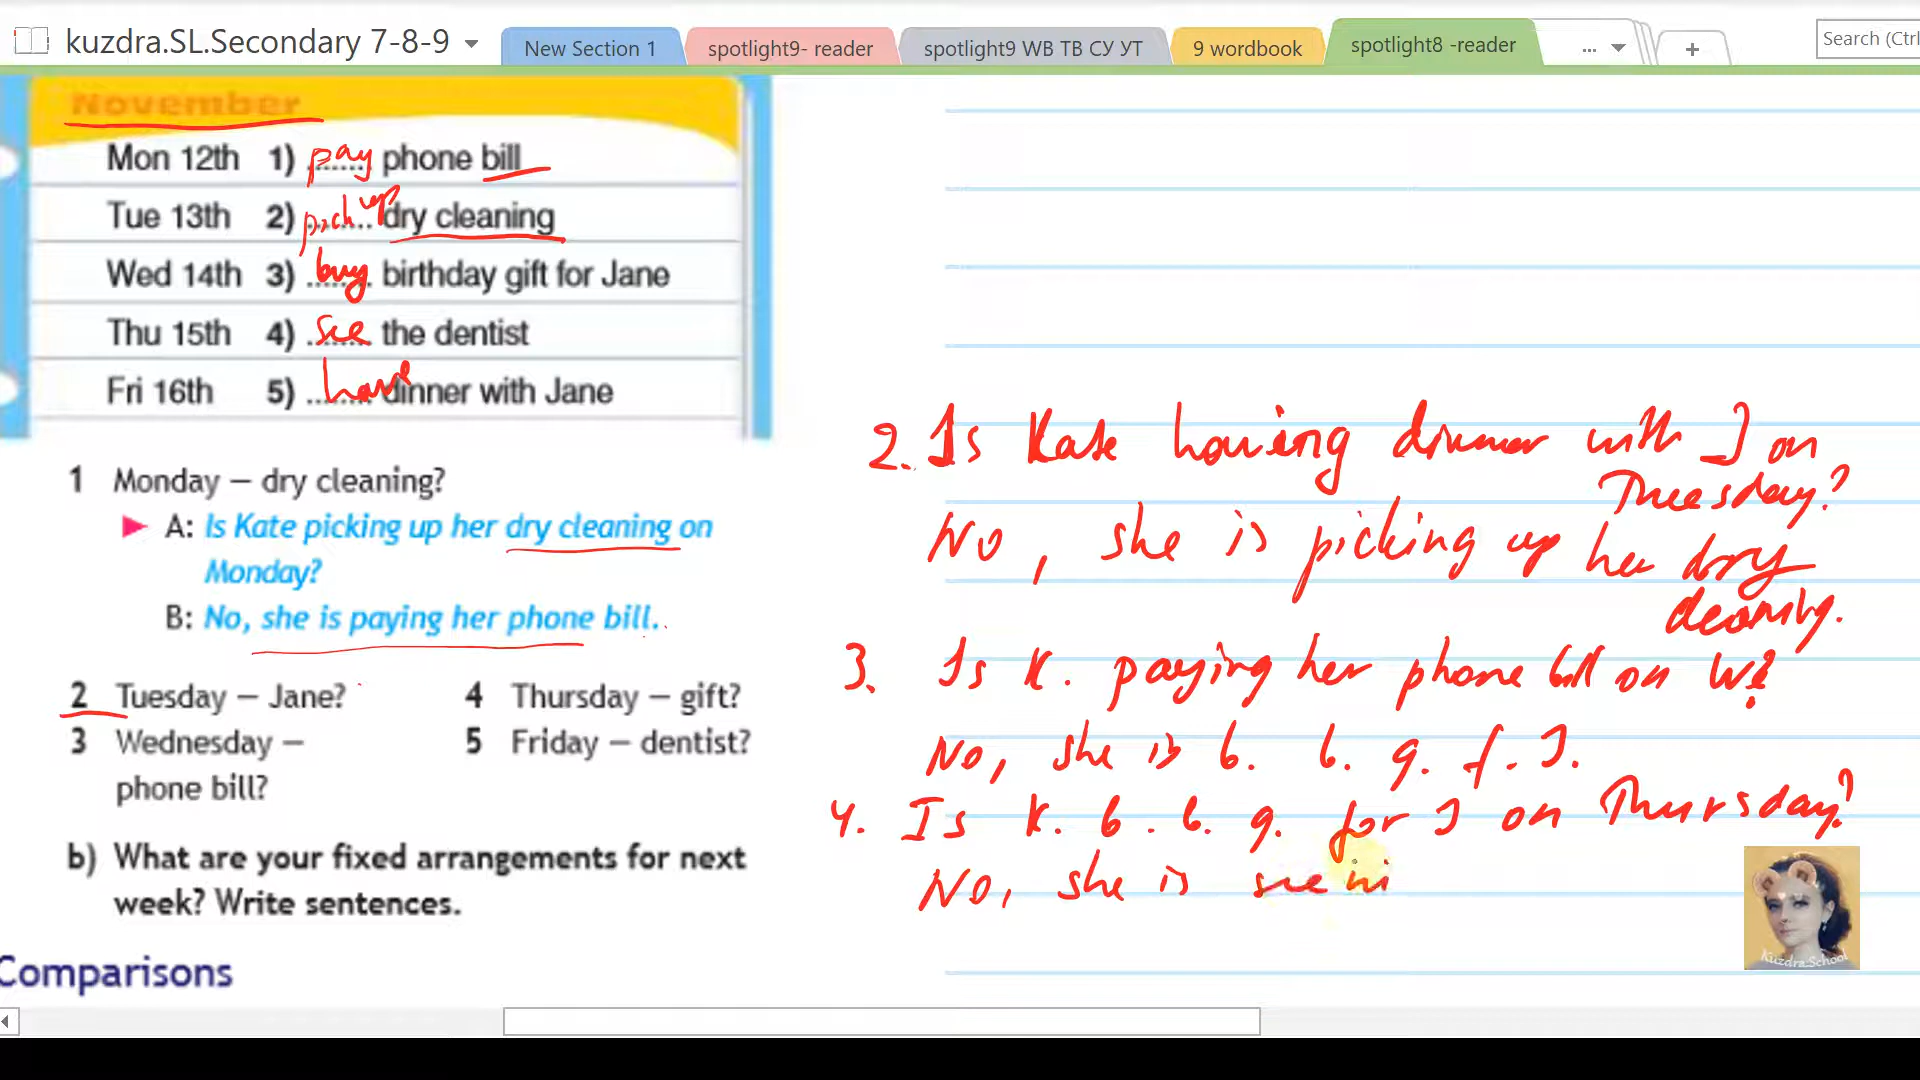 kuzdra.SL.Secondary 7-8-9
New Section 1
spotlight9- reader
spotlight9 WB TB СУ УТ
9 wordbook
spotlight8 -reader
...
+
Search (Ctrl
November
Mon 12th 1) pay phone bill
Tue 13th 2) pick up dry cleaning
Wed 14th 3) buy birthday gift for Jane
Thu 15th 4) see the dentist
Fri 16th 5) have dinner with Jane
1 Monday – dry cleaning?
A: Is Kate picking up her dry cleaning on
Monday?
B: No, she is paying her phone bill.
2 Tuesday – Jane?
3 Wednesday –
phone bill?
4 Thursday – gift?
5 Friday – dentist?
b) What are your fixed arrangements for next
week? Write sentences.
Comparisons
2. Is Kate having dinner with J on
Tuesday?
No, she is picking up her dry
cleaning.
3. Is K. paying her phone bill on W?
No, she is b. b. g. f. J.
4. Is K. b. b. g. for J on Thursday?
No, she is seein
Kuzdra.School